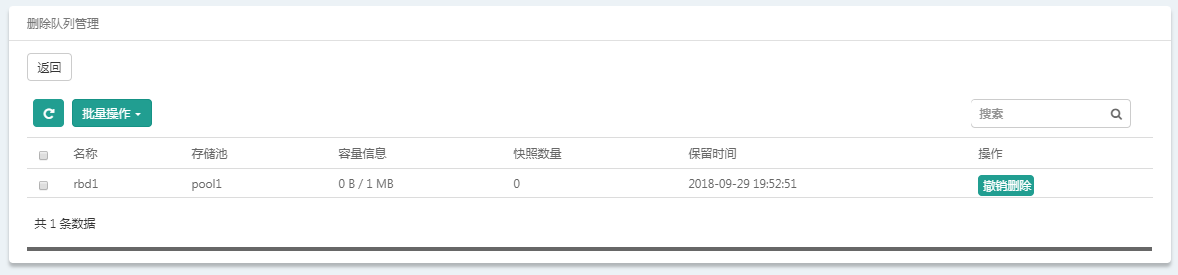 删除队列管理
返回
批量操作
搜索
名称 存储池 容量信息 快照数量 保留时间 操作
rbd1 pool1 0 B / 1 MB 0 2018-09-29 19:52:51 撤销删除
共 1 条数据